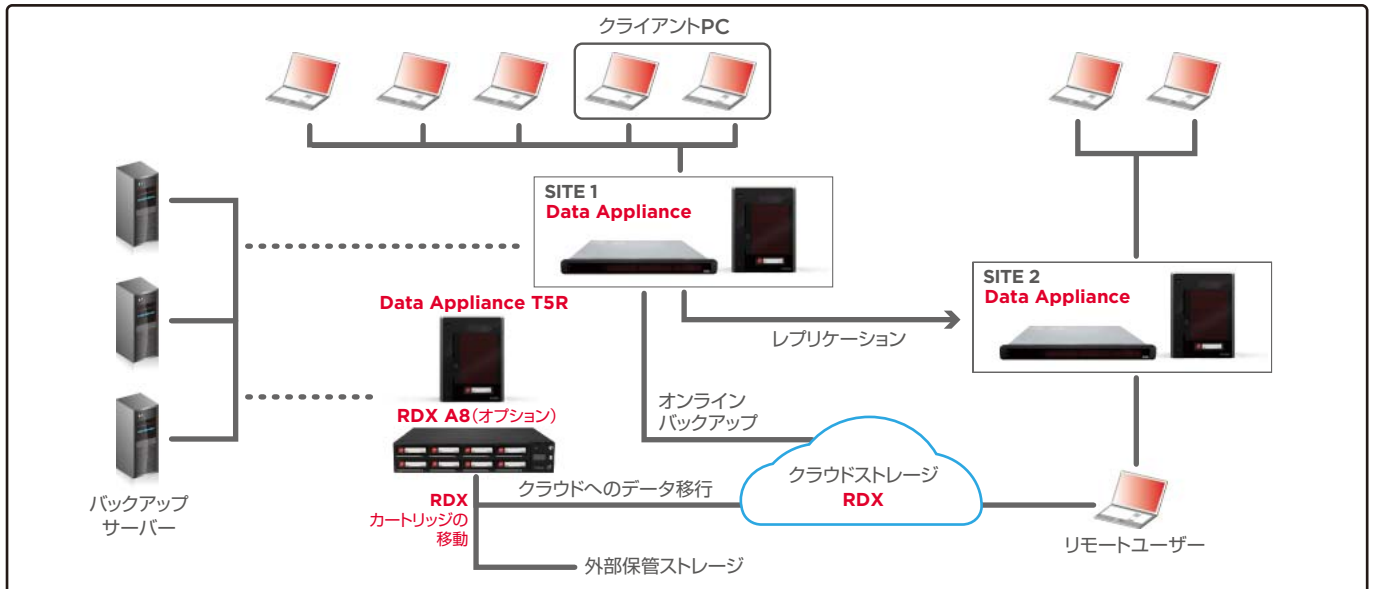 クライアントPC
SITE 1
Data Appliance
SITE 2
Data Appliance
Data Appliance T5R
レプリケーション
RDX A8(オプション)
オンライン
バックアップ
クラウドストレージ
RDX
クラウドへのデータ移行
RDX
カートリッジの
移動
バックアップ
サーバー
リモートユーザー
外部保管ストレージ